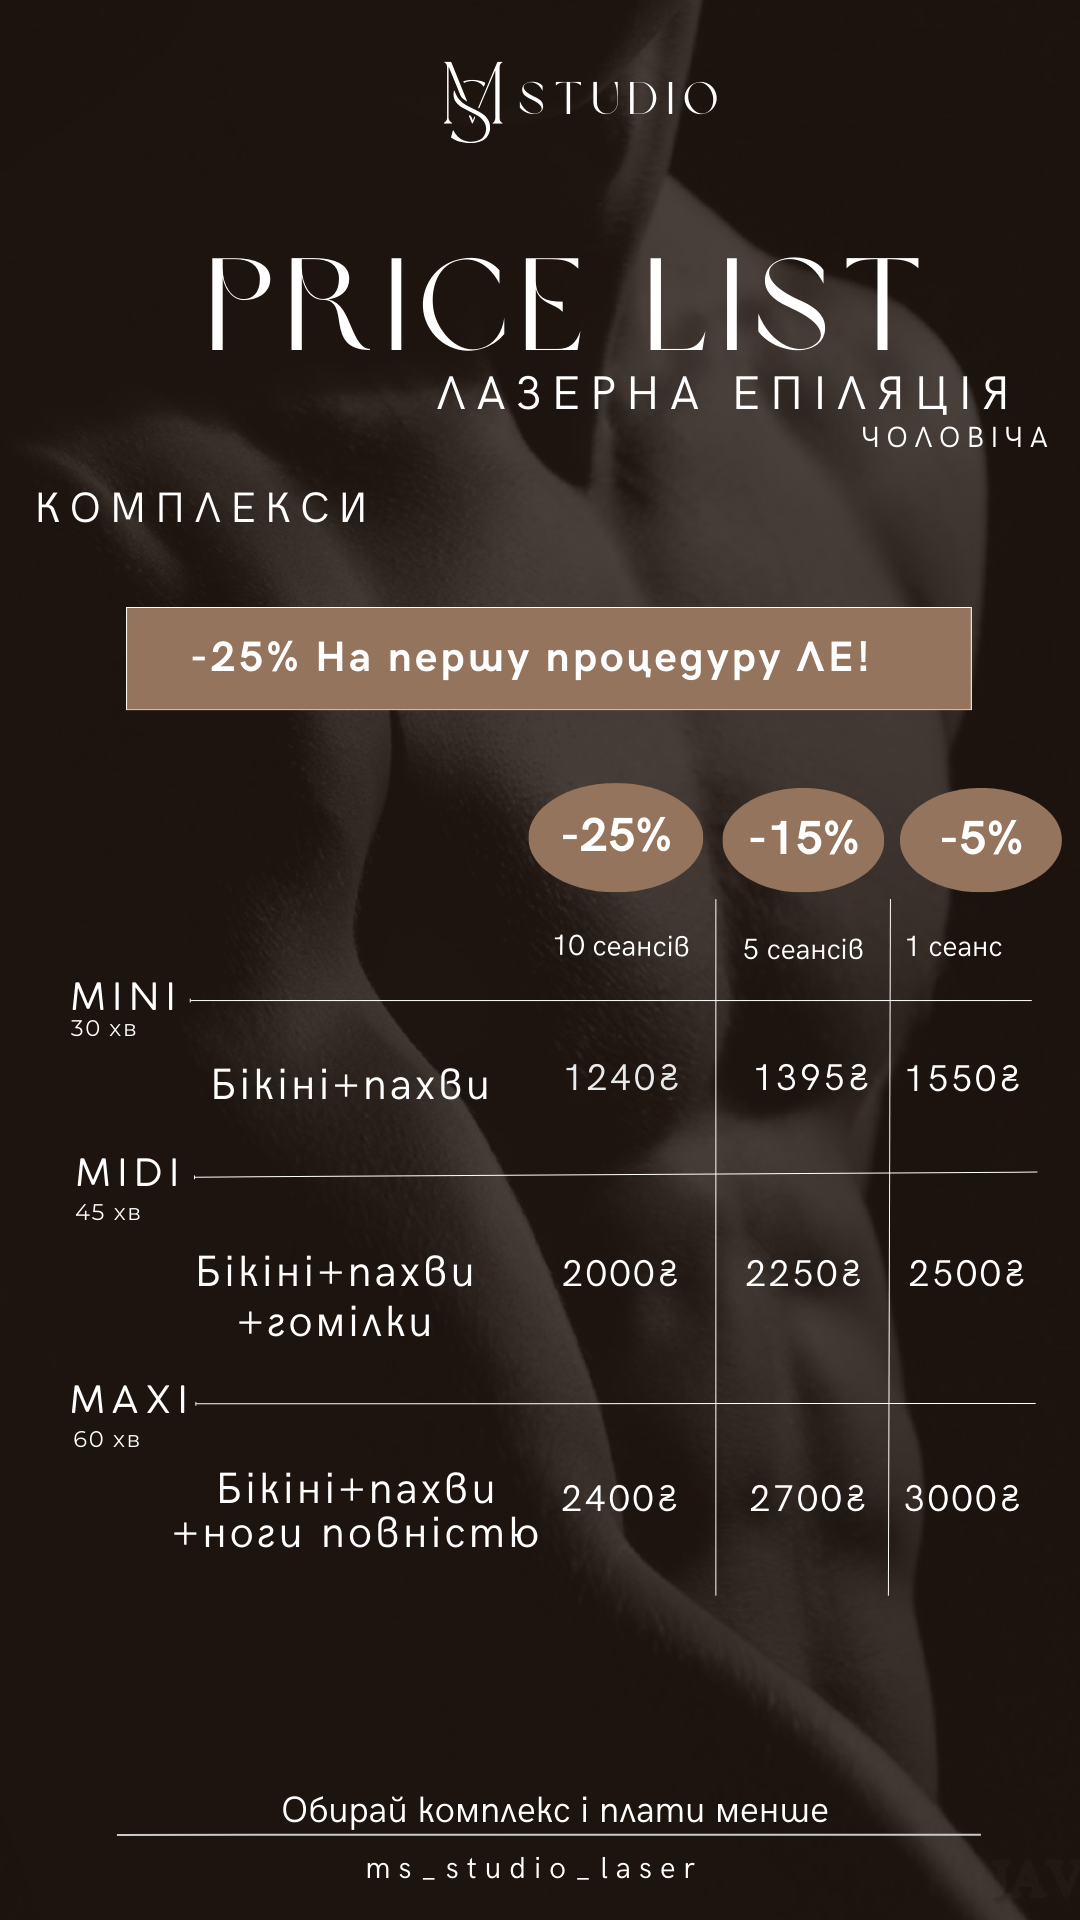 MS STUDIO
PRICE LIST
ЛАЗЕРНА ЕПІЛЯЦІЯ
ЧОЛОВІЧА
КОМПЛЕКСИ
-25% На першу процедуру ЛЕ!
-25% -15% -5%
10 сеансів 5 сеансів 1 сеанс
MINI
30 хв
Бікіні+пахви 1240₴ 1395₴ 1550₴
MIDI
45 хв
Бікіні+пахви 2000₴ 2250₴ 2500₴
+гомілки
MAXI
60 хв
Бікіні+пахви 2400₴ 2700₴ 3000₴
+ноги повністю
Обирай комплекс і плати менше
ms_studio_laser